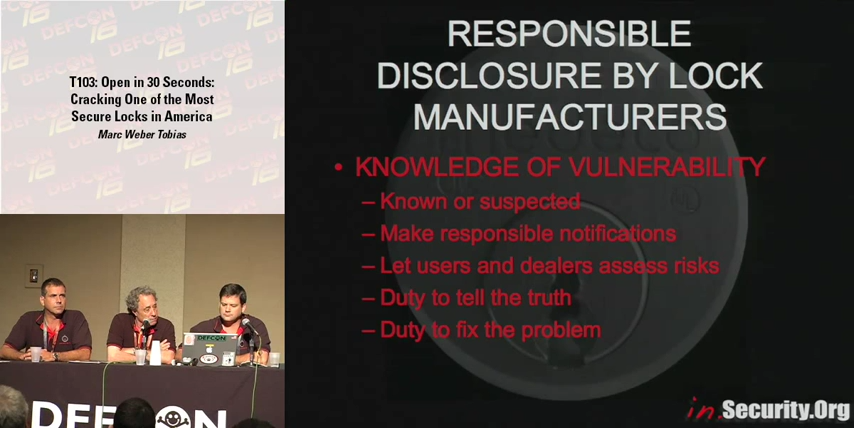 DEFCON
16
T103: Open in 30 Seconds:
Cracking One of the Most
Secure Locks in America
Marc Weber Tobias
DEFCON
RESPONSIBLE
DISCLOSURE BY LOCK
MANUFACTURERS
• KNOWLEDGE OF VULNERABILITY
– Known or suspected
– Make responsible notifications
– Let users and dealers assess risks
– Duty to tell the truth
– Duty to fix the problem
in.Security.Org